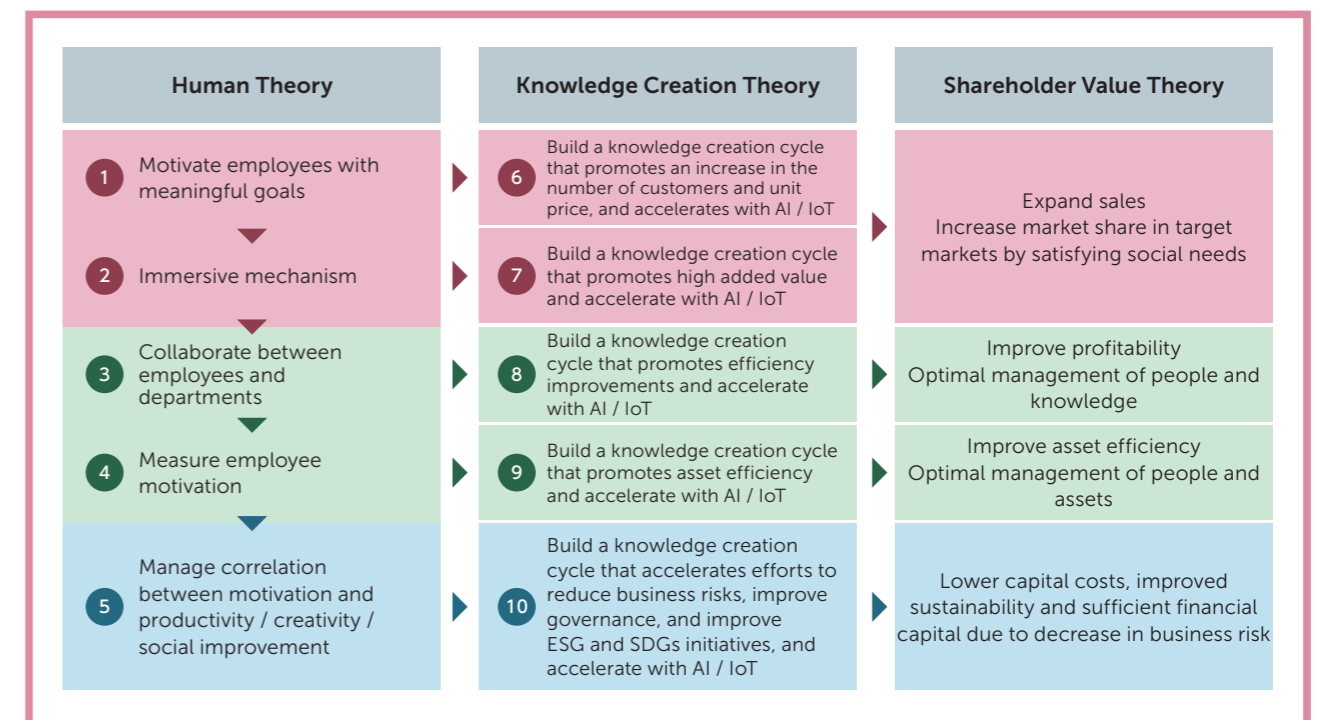 Human Theory
Knowledge Creation Theory
Shareholder Value Theory
1
Motivate employees with
meaningful goals
2
Immersive mechanism
3
Collaborate between
employees and
departments
4
Measure employee
motivation
5
Manage correlation
between motivation and
productivity / creativity /
social improvement
6
Build a knowledge creation cycle
that promotes an increase in the
number of customers and unit
price, and accelerates with AI / IoT
7
Build a knowledge creation cycle
that promotes high added value
and accelerate with AI / IoT
8
Build a knowledge creation
cycle that promotes efficiency
improvements and accelerate
with AI / IoT
9
Build a knowledge creation cycle
that promotes asset efficiency
and accelerate with AI / IoT
10
Build a knowledge creation
cycle that accelerates efforts to
reduce business risks, improve
governance, and improve
ESG and SDGs initiatives, and
accelerate with AI / IoT
Expand sales
Increase market share in target
markets by satisfying social needs
Improve profitability
Optimal management of people and
knowledge
Improve asset efficiency
Optimal management of people and
assets
Lower capital costs, improved
sustainability and sufficient financial
capital due to decrease in business risk